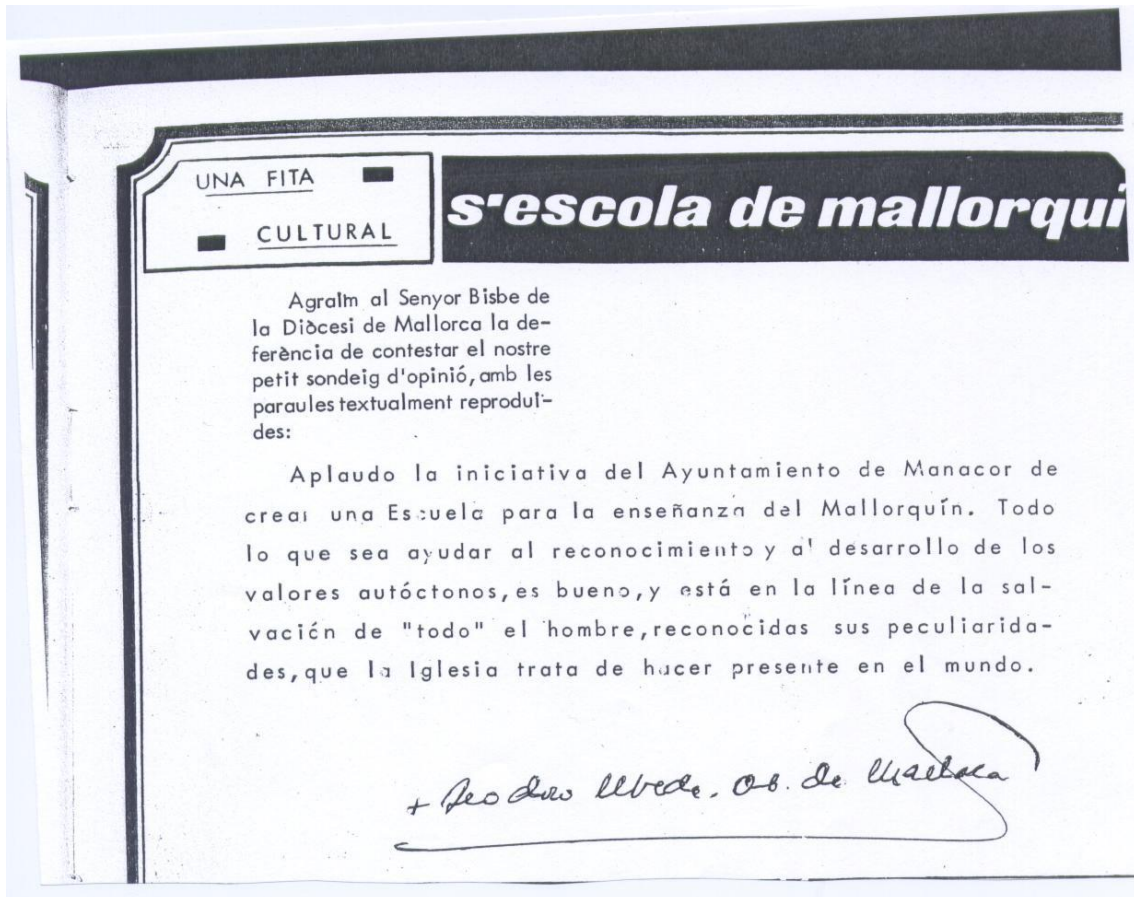 UNA FITA
CULTURAL
s'escola de mallorquí
Agraïm al Senyor Bisbe de
la Diòcesi de Mallorca la de-
ferència de contestar el nostre
petit sondeig d'opinió, amb les
paraules textualment reproduï-
des:
Aplaudo la iniciativa del Ayuntamiento de Manacor de
crear una Escuela para la enseñanza del Mallorquín. Todo
lo que sea ayudar al reconocimiento y al desarrollo de los
valores autóctonos, es bueno, y está en la línea de la sal-
vación de "todo" el hombre, reconocidas sus peculiarida-
des, que la Iglesia trata de hacer presente en el mundo.
+ Teodoro Ubeda. Ob. de Mallorca